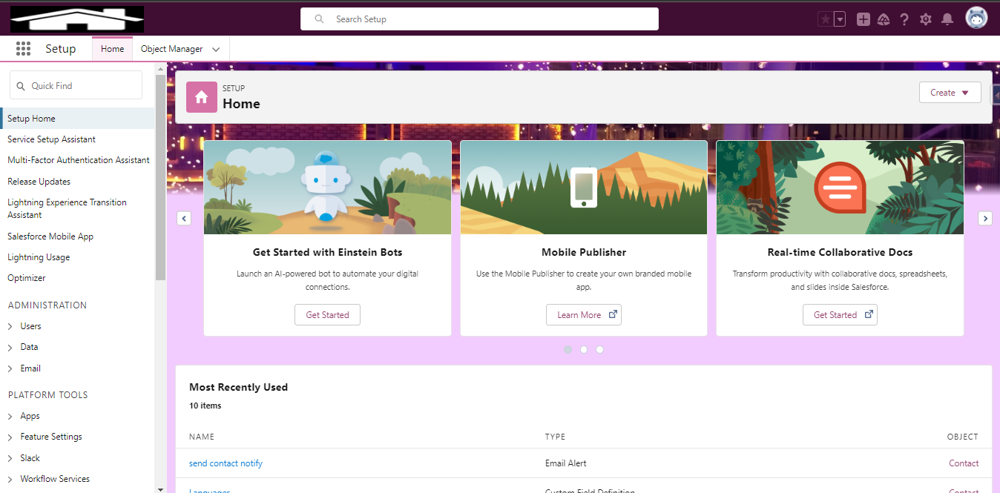 Search Setup
Setup
Home
Object Manager
Quick Find
Setup Home
Service Setup Assistant
Multi-Factor Authentication Assistant
Release Updates
Lightning Experience Transition
Assistant
Salesforce Mobile App
Lightning Usage
Optimizer
ADMINISTRATION
Users
Data
Email
PLATFORM TOOLS
Apps
Feature Settings
Slack
Workflow Services
SETUP
Home
Create
Get Started with Einstein Bots
Launch an AI-powered bot to automate your digital
connections.
Get Started
Mobile Publisher
Use the Mobile Publisher to create your own branded mobile
app.
Learn More
Real-time Collaborative Docs
Transform productivity with collaborative docs, spreadsheets,
and slides inside Salesforce.
Get Started
Most Recently Used
10 items
NAME TYPE OBJECT
send contact notify Email Alert Contact
Languages Custom Field Definition Contact